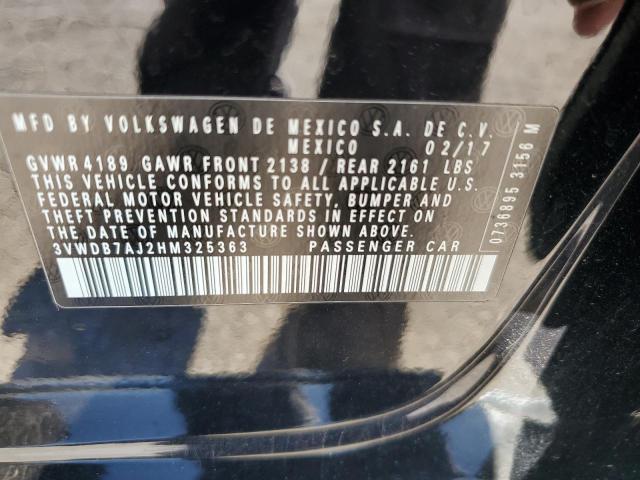 MFD BY VOLKSWAGEN DE MEXICO S.A. DE C.V.
MEXICO 02/17
GVWR 4189 GAWR FRONT 2138 / REAR 2161 LBS
THIS VEHICLE CONFORMS TO ALL APPLICABLE U.S.
FEDERAL MOTOR VEHICLE SAFETY, BUMPER AND
THEFT PREVENTION STANDARDS IN EFFECT ON
THE DATE OF MANUFACTURE SHOWN ABOVE.
3VWDB7AJ2HM325363 PASSENGER CAR
0736895 3156 M